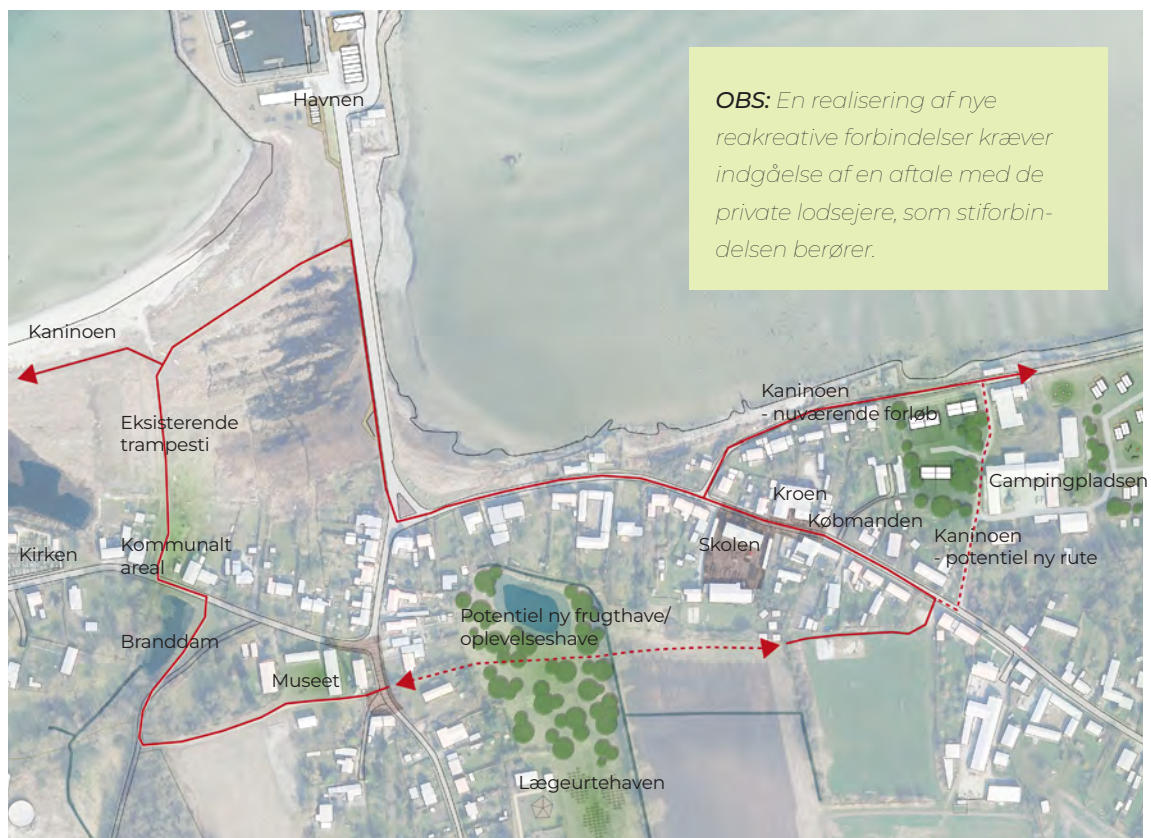 Havnen
OBS: En realisering af nye
reakreative forbindelser kræver
indgåelse af en aftale med de
private lodsejere, som stiforbin-
delsen berører.
Kaninoen
Kaninoen
- nuværende forløb
Eksisterende
trampesti
Campingpladsen
Kroen
Købmanden
Kaninoen
- potentiel ny rute
Skolen
Kirken
Kommunalt
areal
Potentiel ny frugthave/
oplevelseshave
Branddam
Museet
Lægeurtehaven